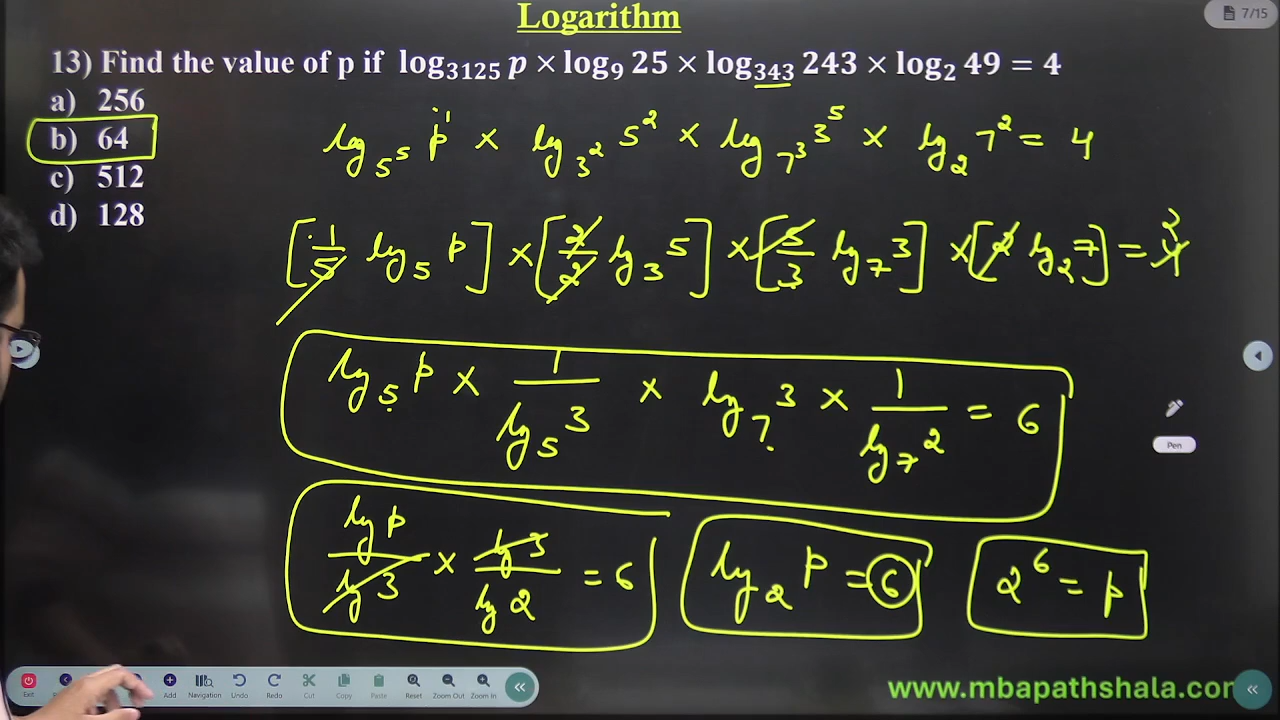 Logarithm
7/15
13) Find the value of p if log₃₁₂₅ p × log₉ 25 × log₃₄₃ 243 × log₂ 49 = 4
a) 256
b) 64
c) 512
d) 128
log₅⁵ p¹ × log₃² 5² × log₇³ 3⁵ × log₂ 7² = 4
[1/5 log₅ p] × [2/2 log₃ 5] × [5/3 log₇ 3] × [2 log₂ 7] = 4 2
log₅ p × 1/log₅ 3 × log₇ 3 × 1/log₇ 2 = 6
log p/log 3 × log 3/log 2 = 6
log₂ p = 6
2⁶ = p
Pen
Exit
Add
Navigation
Undo
Redo
Cut
Copy
Paste
Reset
Zoom Out
Zoom In
www.mbapathshala.com